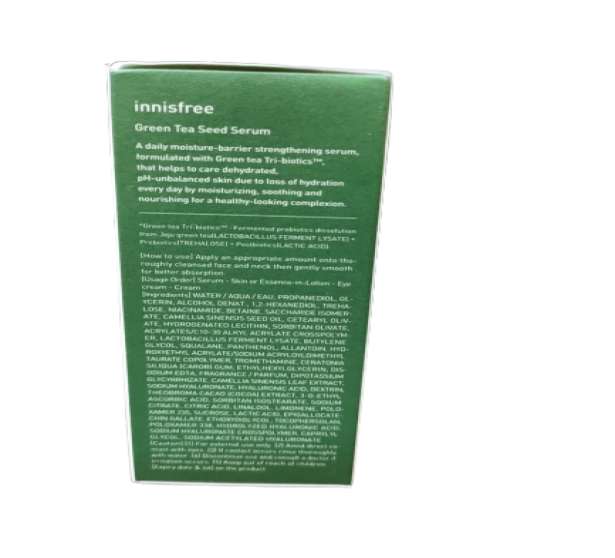 innisfree
Green Tea Seed Serum
A daily moisture-barrier strengthening serum,
formulated with Green tea Tri-biotics™,
that helps to care dehydrated,
pH-unbalanced skin due to loss of hydration
every day by moisturizing, soothing and
nourishing for a healthy-looking complexion.
*Green tea Tri-biotics™ : Fermented probiotics dissolution
from Jeju green tea(LACTOBACILLUS FERMENT LYSATE) +
Prebiotics(TREHALOSE) + Postbiotics(LACTIC ACID)
[How to use] Apply an appropriate amount onto tho-
roughly cleansed face and neck then gently smooth
for better absorption.
[Usage Order] Serum - Skin or Essence-in-Lotion - Eye
cream - Cream
[Ingredients] WATER / AQUA / EAU, PROPANEDIOL, GL-
YCERIN, ALCOHOL DENAT., 1,2-HEXANEDIOL, TREHA-
LOSE, NIACINAMIDE, BETAINE, SACCHARIDE ISOMER-
ATE, CAMELLIA SINENSIS SEED OIL, CETEARYL OLIV-
ATE, HYDROGENATED LECITHIN, SORBITAN OLIVATE,
ACRYLATES/C10-30 ALKYL ACRYLATE CROSSPOLYM-
ER, LACTOBACILLUS FERMENT LYSATE, BUTYLENE
GLYCOL, SQUALANE, PANTHENOL, ALLANTOIN, HYD-
ROXYETHYL ACRYLATE/SODIUM ACRYLOYLDIMETHYL
TAURATE COPOLYMER, TROMETHAMINE, CERATONIA
SILIQUA (CAROB) GUM, ETHYLHEXYLGLYCERIN, DIS-
ODIUM EDTA, FRAGRANCE / PARFUM, DIPOTASSIUM
GLYCYRRHIZATE, CAMELLIA SINENSIS LEAF EXTRACT,
SODIUM HYALURONATE, HYALURONIC ACID, DEXTRIN,
THEOBROMA CACAO (COCOA) EXTRACT, 3-O-ETHYL
ASCORBIC ACID, SORBITAN ISOSTEARATE, SODIUM
CITRATE, CITRIC ACID, LINALOOL, LIMONENE, POLO-
XAMER 235, SUCROSE, LACTIC ACID, EPIGALLOCATE-
CHIN GALLATE, ETHOXYDIGLYCOL, TOCOPHERSOLAN,
POLOXAMER 338, HYDROLYZED HYALURONIC ACID,
SODIUM HYALURONATE CROSSPOLYMER, CAPRYLYL
GLYCOL, SODIUM ACETYLATED HYALURONATE
[Caution] (1) For external use only. (2) Avoid direct co-
ntact with eyes. (3) If contact occurs rinse thoroughly
with water. (4) Discontinue use and consult a doctor if
irritation occurs. (5) Keep out of reach of children.
[Expiry date & lot] on the product